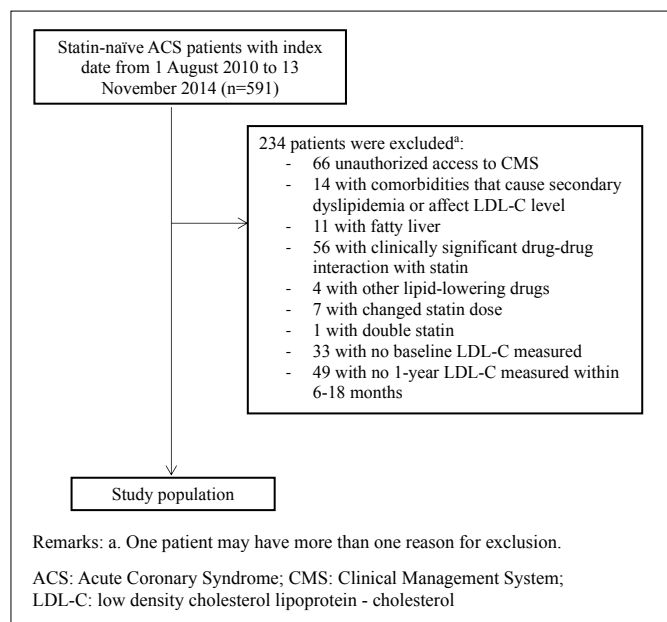 Statin-naïve ACS patients with index
date from 1 August 2010 to 13
November 2014 (n=591)
234 patients were excludedª:
- 66 unauthorized access to CMS
- 14 with comorbidities that cause secondary
dyslipidemia or affect LDL-C level
- 11 with fatty liver
- 56 with clinically significant drug-drug
interaction with statin
- 4 with other lipid-lowering drugs
- 7 with changed statin dose
- 1 with double statin
- 33 with no baseline LDL-C measured
- 49 with no 1-year LDL-C measured within
6-18 months
Study population
Remarks: a. One patient may have more than one reason for exclusion.
ACS: Acute Coronary Syndrome; CMS: Clinical Management System;
LDL-C: low density cholesterol lipoprotein - cholesterol